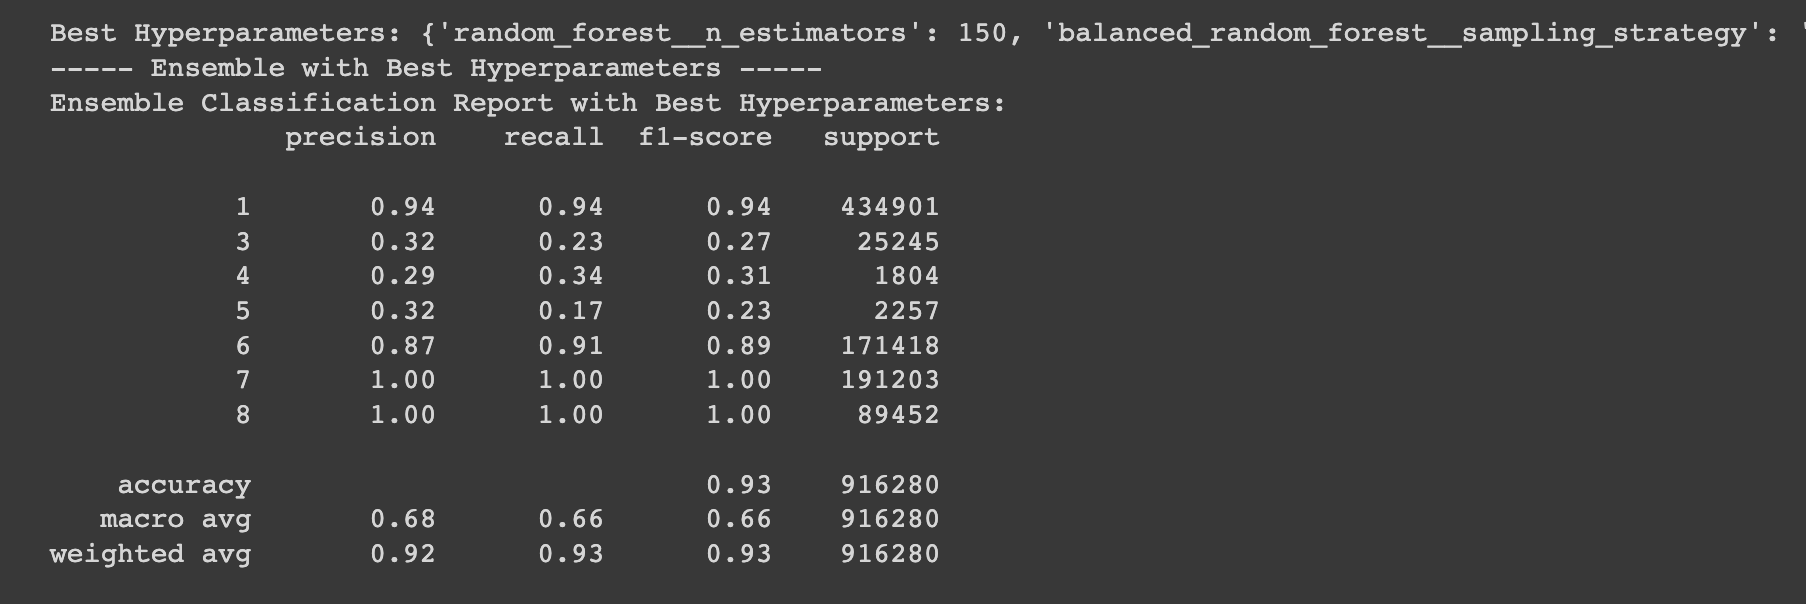 Best Hyperparameters: {'random_forest__n_estimators': 150, 'balanced_random_forest__sampling_strategy': '
----- Ensemble with Best Hyperparameters -----
Ensemble Classification Report with Best Hyperparameters:
precision recall f1-score support
1 0.94 0.94 0.94 434901
3 0.32 0.23 0.27 25245
4 0.29 0.34 0.31 1804
5 0.32 0.17 0.23 2257
6 0.87 0.91 0.89 171418
7 1.00 1.00 1.00 191203
8 1.00 1.00 1.00 89452
accuracy 0.93 916280
macro avg 0.68 0.66 0.66 916280
weighted avg 0.92 0.93 0.93 916280